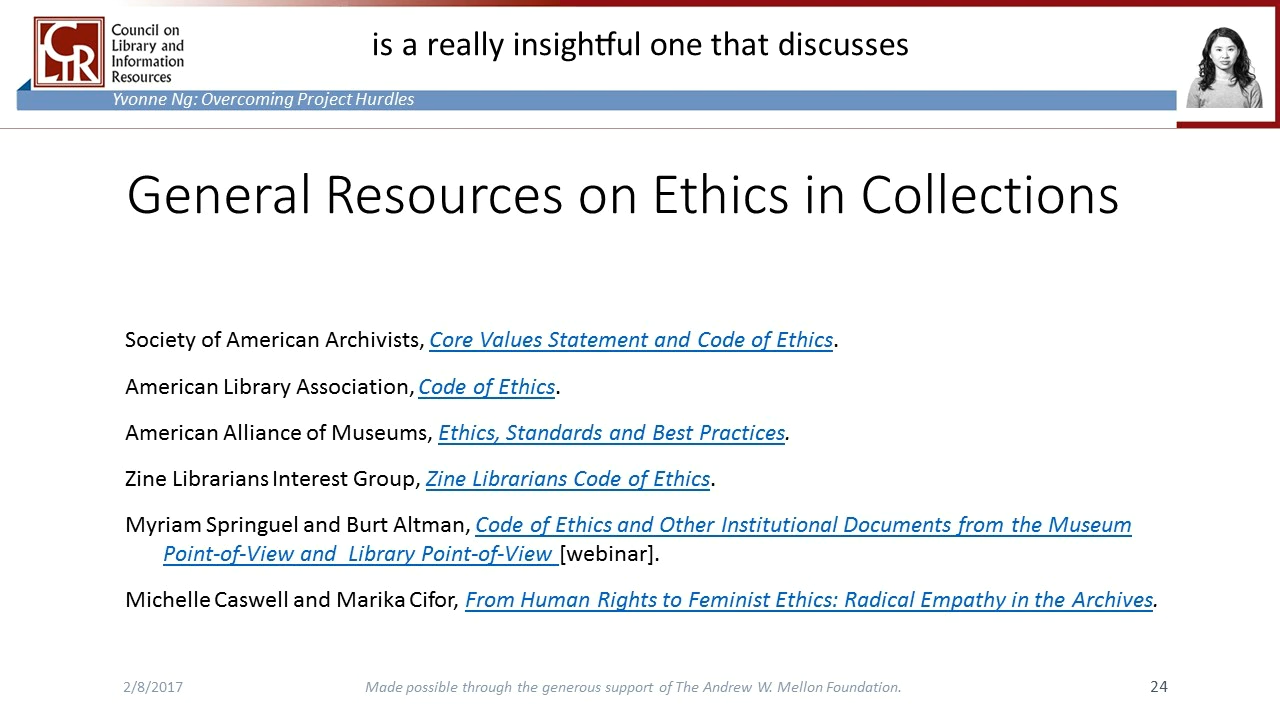 CLIR
Council on
Library and
Information
Resources
is a really insightful one that discusses
Yvonne Ng: Overcoming Project Hurdles
General Resources on Ethics in Collections
Society of American Archivists, Core Values Statement and Code of Ethics.
American Library Association, Code of Ethics.
American Alliance of Museums, Ethics, Standards and Best Practices.
Zine Librarians Interest Group, Zine Librarians Code of Ethics.
Myriam Springuel and Burt Altman, Code of Ethics and Other Institutional Documents from the Museum
Point-of-View and Library Point-of-View [webinar].
Michelle Caswell and Marika Cifor, From Human Rights to Feminist Ethics: Radical Empathy in the Archives.
2/8/2017
Made possible through the generous support of The Andrew W. Mellon Foundation.
24